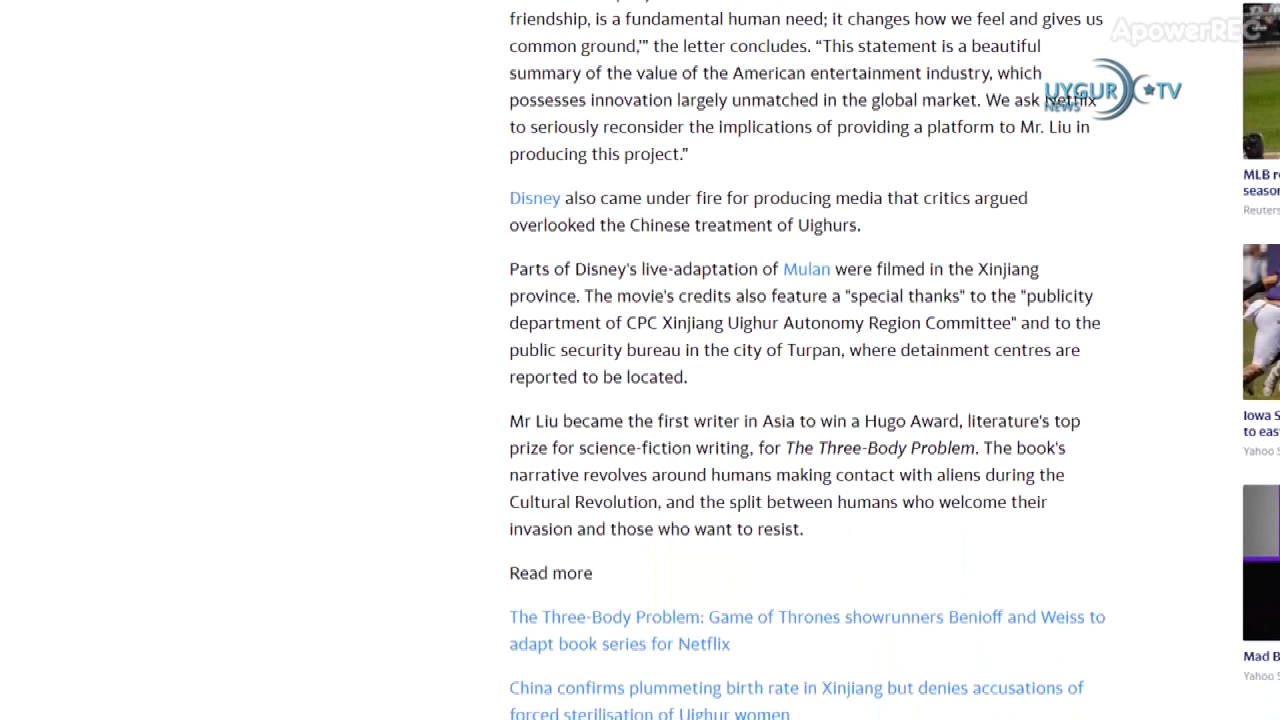 friendship, is a fundamental human need; it changes how we feel and gives us
common ground,'” the letter concludes. “This statement is a beautiful
summary of the value of the American entertainment industry, which
possesses innovation largely unmatched in the global market. We ask Netflix
to seriously reconsider the implications of providing a platform to Mr. Liu in
producing this project.”
Disney also came under fire for producing media that critics argued
overlooked the Chinese treatment of Uighurs.
Parts of Disney's live-adaptation of Mulan were filmed in the Xinjiang
province. The movie's credits also feature a "special thanks" to the "publicity
department of CPC Xinjiang Uighur Autonomy Region Committee" and to the
public security bureau in the city of Turpan, where detainment centres are
reported to be located.
Mr Liu became the first writer in Asia to win a Hugo Award, literature's top
prize for science-fiction writing, for The Three-Body Problem. The book's
narrative revolves around humans making contact with aliens during the
Cultural Revolution, and the split between humans who welcome their
invasion and those who want to resist.
Read more
The Three-Body Problem: Game of Thrones showrunners Benioff and Weiss to
adapt book series for Netflix
China confirms plummeting birth rate in Xinjiang but denies accusations of
forced sterilisation of Uighur women
ApowerREC
UYGUR TV
NEWS
MLB
season
Reuters
Iowa S
to eas
Yahoo S
Mad B
Yahoo S